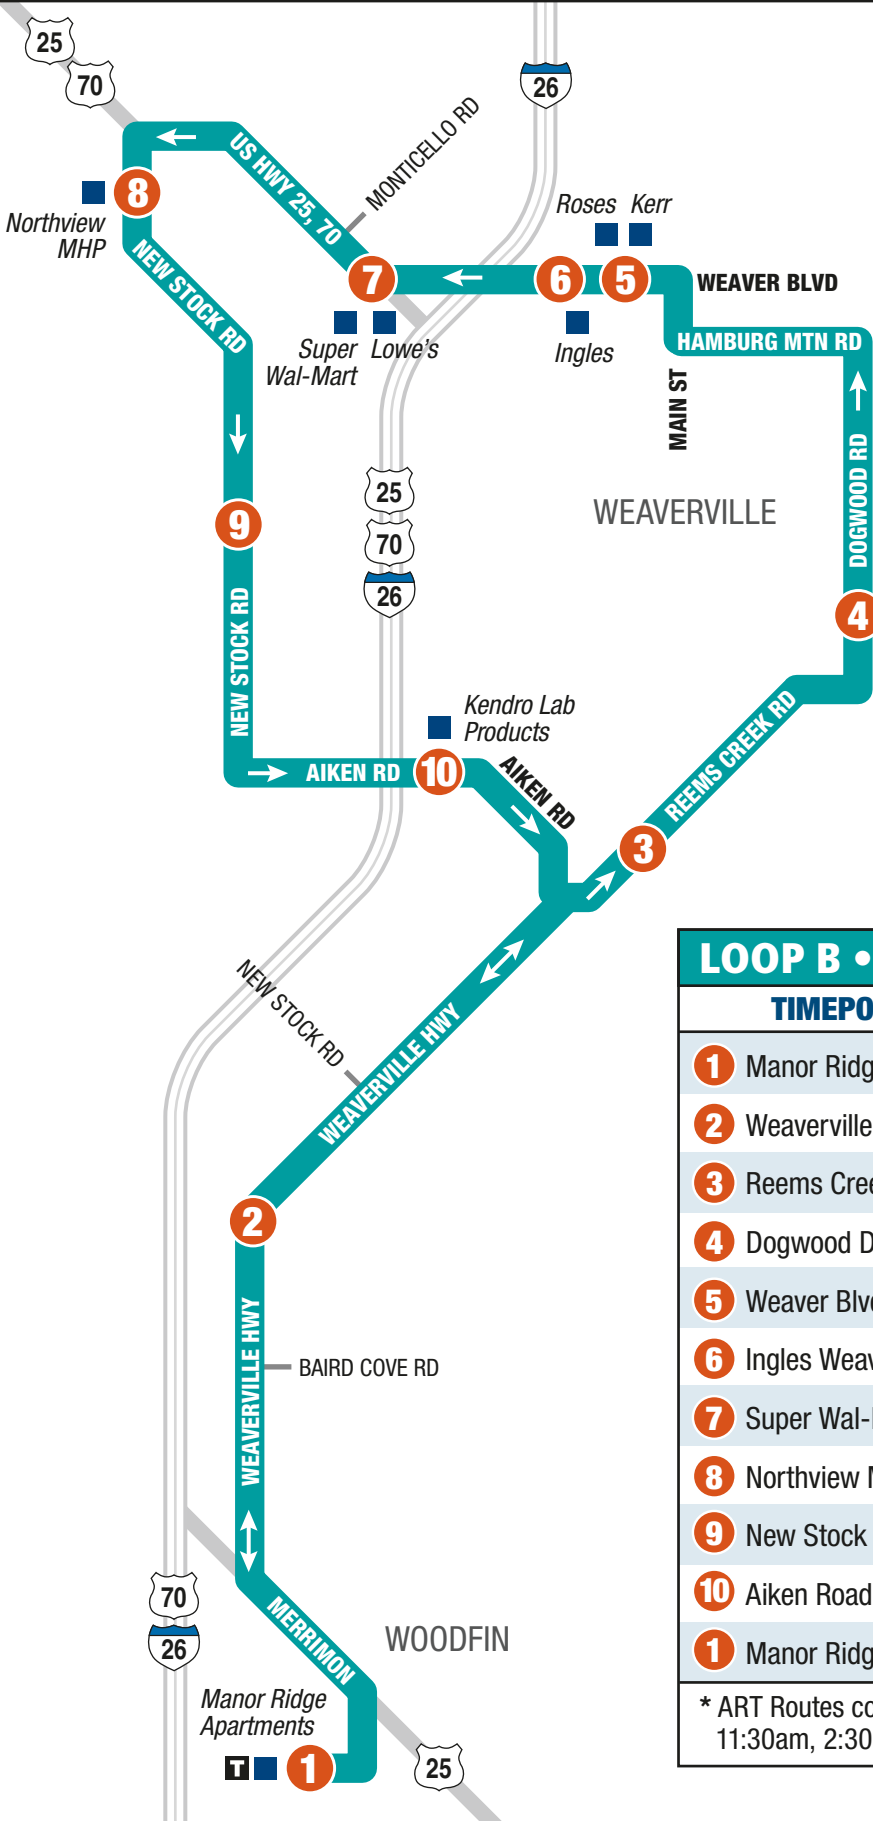 25
70
26
MONTICELLO RD
US HWY 25, 70
8
Northview
MHP
Roses
Kerr
7
6
5
WEAVER BLVD
NEW STOCK RD
Super
Wal-Mart
Lowe's
Ingles
HAMBURG MTN RD
MAIN ST
25
70
26
WEAVERVILLE
DOGWOOD RD
9
4
NEW STOCK RD
Kendro Lab
Products
AIKEN RD
10
AIKEN RD
REEMS CREEK RD
3
NEW STOCK RD
WEAVERVILLE HWY
2
WEAVERVILLE HWY
BAIRD COVE RD
70
26
MERRIMON
WOODFIN
Manor Ridge
Apartments
T
1
25
LOOP B •
TIMEPO
1 Manor Ridg
2 Weaverville
3 Reems Cree
4 Dogwood D
5 Weaver Blv
6 Ingles Weav
7 Super Wal-
8 Northview
9 New Stock
10 Aiken Road
1 Manor Ridg
* ART Routes co
11:30am, 2:30